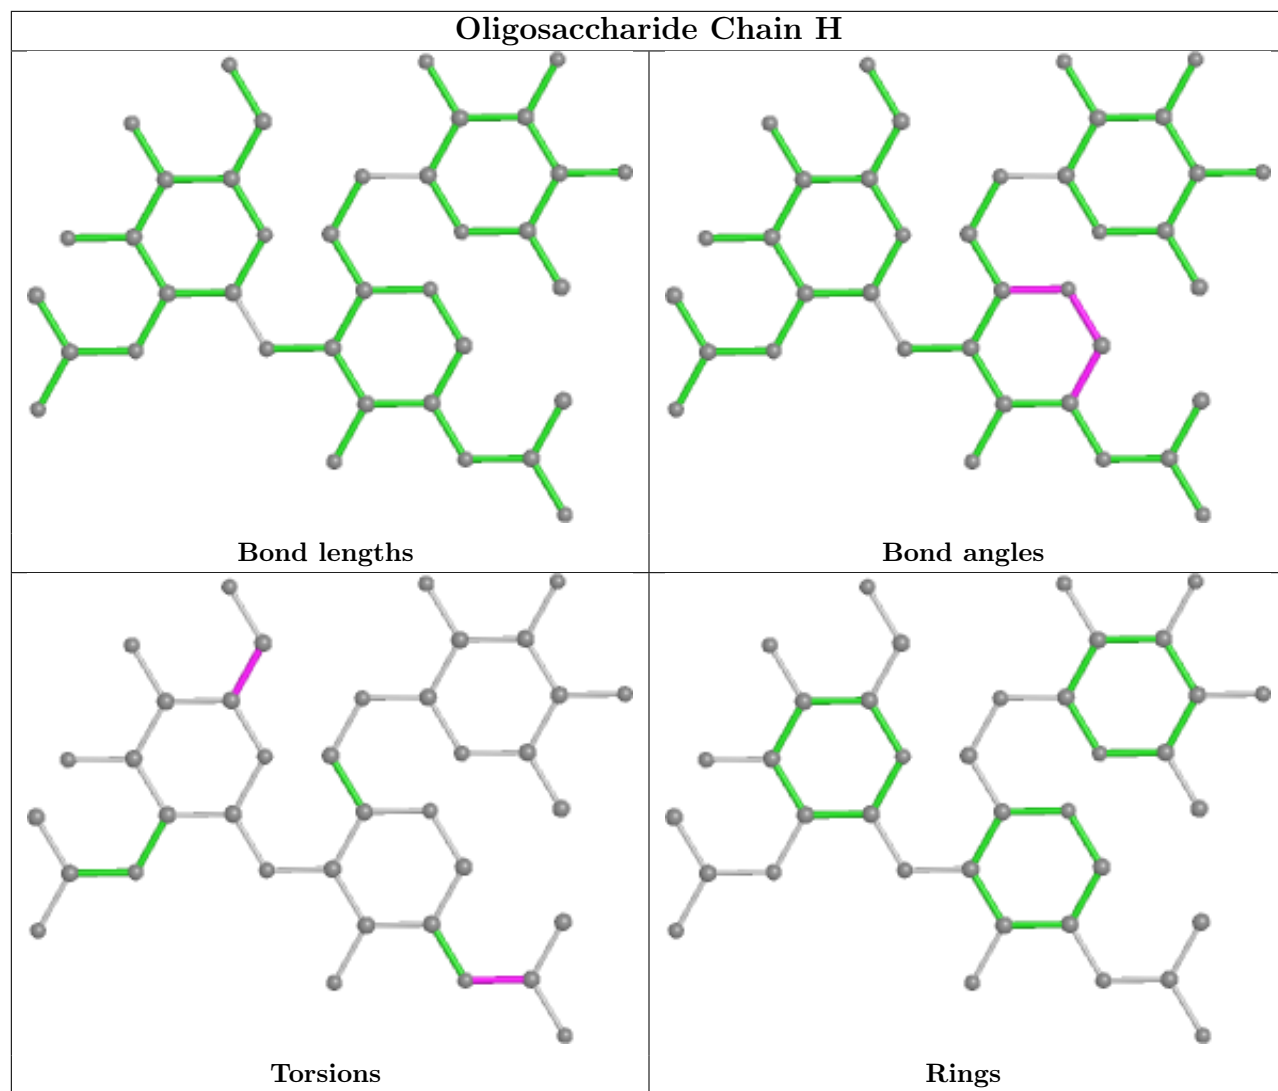 Oligosaccharide Chain H
Bond lengths
Bond angles
Torsions
Rings